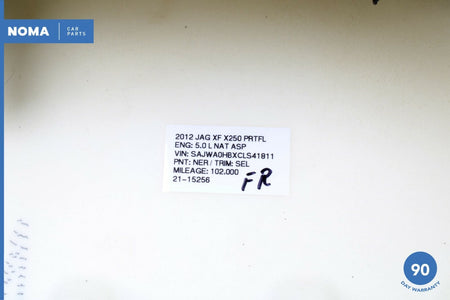 NOMA CAR PARTS
2012 JAG XF X250 PRTFL
ENG: 5.0 L NAT ASP
VIN: SAJWA0HBXCLS41811
PNT: NER / TRIM: SEL
MILEAGE: 102.000
21-15256
FR
90
DAY WARRANTY